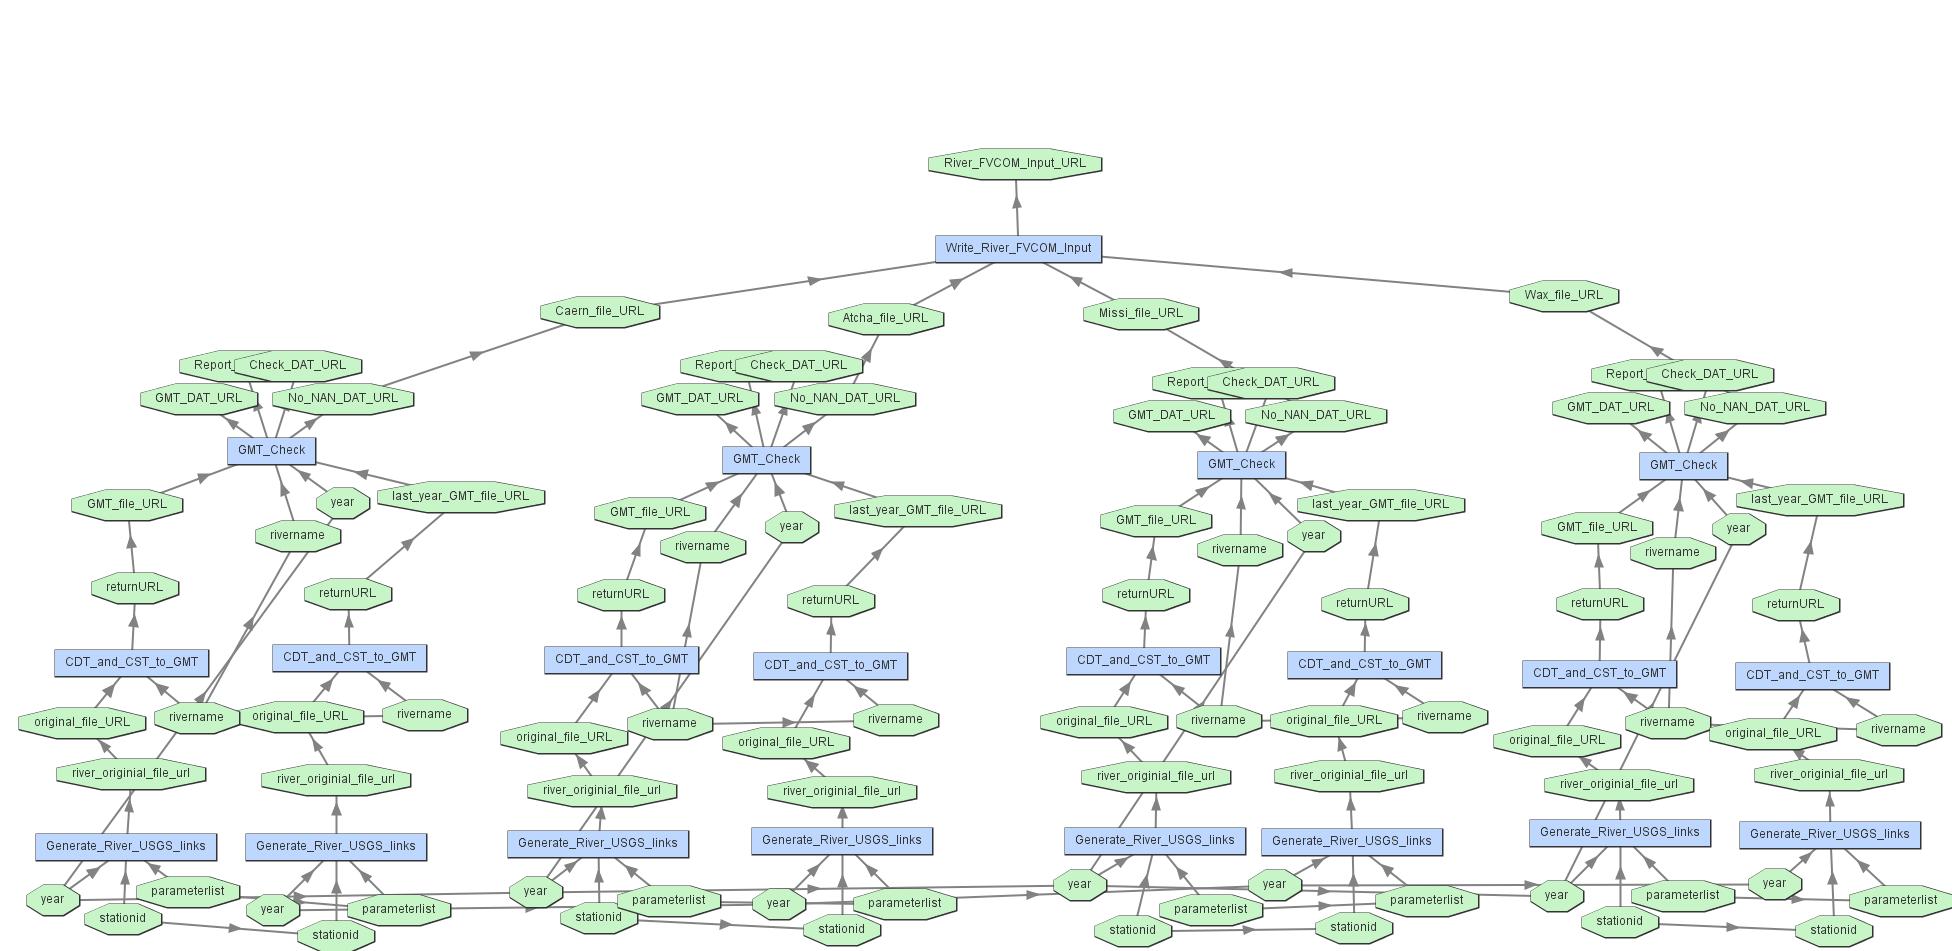 River_FVCOM_Input_URL
Write_River_FVCOM_Input
Caern_file_URL
Atcha_file_URL
Missi_file_URL
Wax_file_URL
Report_
Check_DAT_URL
GMT_DAT_URL
No_NAN_DAT_URL
Report_
Check_DAT_URL
GMT_DAT_URL
No_NAN_DAT_URL
Report_
Check_DAT_URL
GMT_DAT_URL
No_NAN_DAT_URL
Report_
Check_DAT_URL
GMT_DAT_URL
No_NAN_DAT_URL
GMT_Check
GMT_Check
GMT_Check
GMT_Check
GMT_file_URL
rivername
year
last_year_GMT_file_URL
GMT_file_URL
rivername
year
last_year_GMT_file_URL
GMT_file_URL
rivername
year
last_year_GMT_file_URL
GMT_file_URL
rivername
year
last_year_GMT_file_URL
returnURL
returnURL
returnURL
returnURL
returnURL
returnURL
returnURL
returnURL
CDT_and_CST_to_GMT
CDT_and_CST_to_GMT
CDT_and_CST_to_GMT
CDT_and_CST_to_GMT
CDT_and_CST_to_GMT
CDT_and_CST_to_GMT
CDT_and_CST_to_GMT
CDT_and_CST_to_GMT
original_file_URL
rivername
original_file_URL
rivername
original_file_URL
rivername
original_file_URL
rivername
original_file_URL
rivername
original_file_URL
rivername
original_file_URL
rivername
original_file_URL
rivername
river_originial_file_url
river_originial_file_url
river_originial_file_url
river_originial_file_url
river_originial_file_url
river_originial_file_url
river_originial_file_url
river_originial_file_url
Generate_River_USGS_links
Generate_River_USGS_links
Generate_River_USGS_links
Generate_River_USGS_links
Generate_River_USGS_links
Generate_River_USGS_links
Generate_River_USGS_links
Generate_River_USGS_links
year
stationid
parameterlist
year
stationid
parameterlist
year
stationid
parameterlist
year
stationid
parameterlist
year
stationid
parameterlist
year
stationid
parameterlist
year
stationid
parameterlist
year
stationid
parameterlist